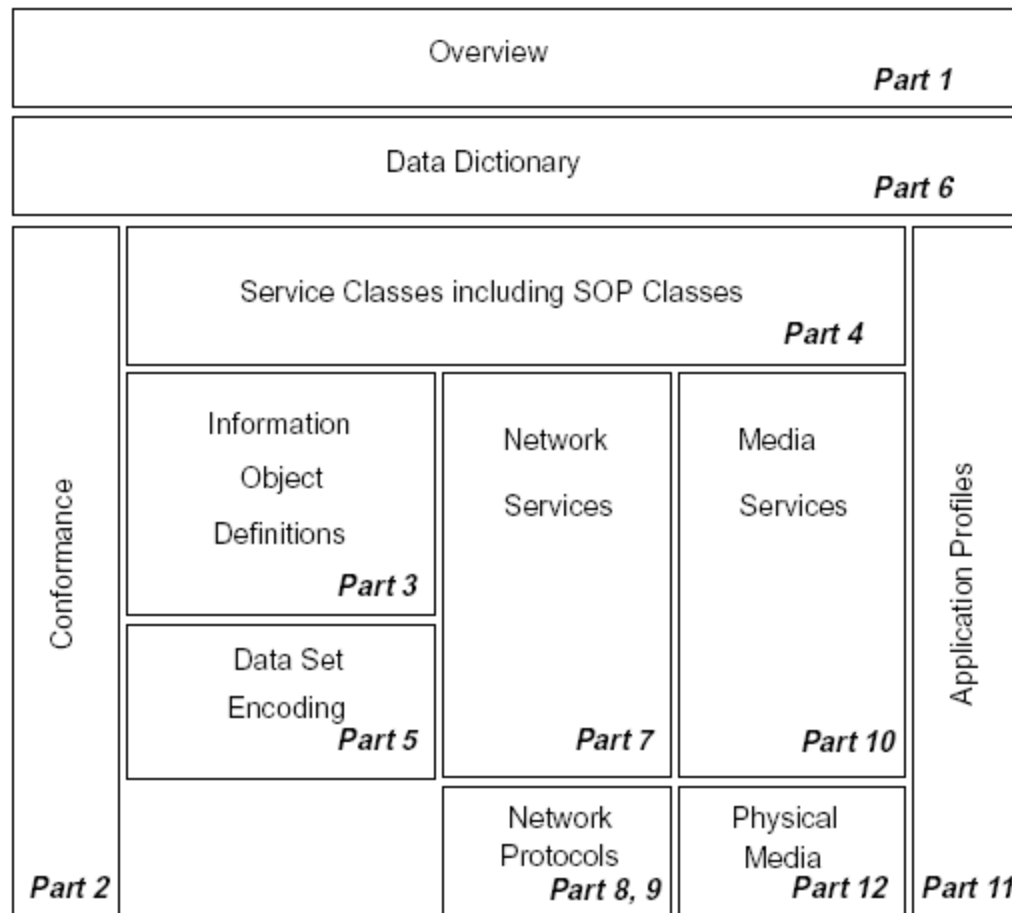 Overview
Part 1
Data Dictionary
Part 6
Service Classes including SOP Classes
Part 4
Conformance
Part 2
Information
Object
Definitions
Part 3
Data Set
Encoding
Part 5
Network
Services
Part 7
Media
Services
Part 10
Network
Protocols
Part 8, 9
Physical
Media
Part 12
Application Profiles
Part 11